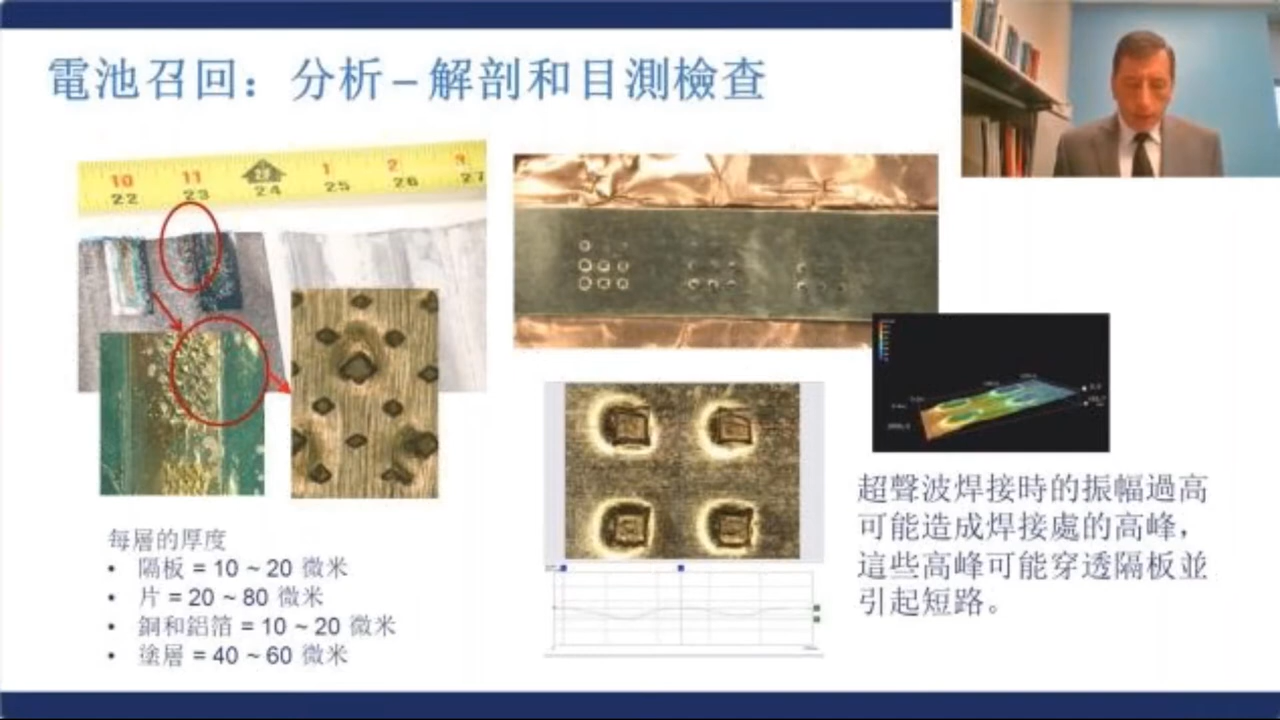 電池召回：分析 – 解剖和目測檢查
10 11 1 2 3
22 23 24 25 26 27
每層的厚度
• 隔板 = 10 ~ 20 微米
• 片 = 20 ~ 80 微米
• 銅和鋁箔 = 10 ~ 20 微米
• 塗層 = 40 ~ 60 微米
超聲波焊接時的振幅過高
可能造成焊接處的高峰，
這些高峰可能穿透隔板並
引起短路。